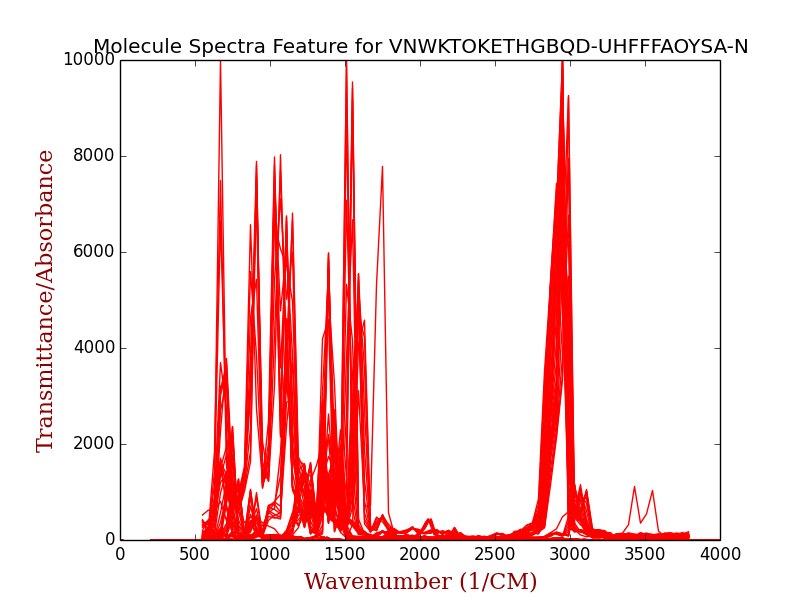 Molecule Spectra Feature for VNWKTOKETHGBQD-UHFFFAOYSA-N
10000
8000
6000
4000
2000
0
Transmittance/Absorbance
0 500 1000 1500 2000 2500 3000 3500 4000
Wavenumber (1/CM)